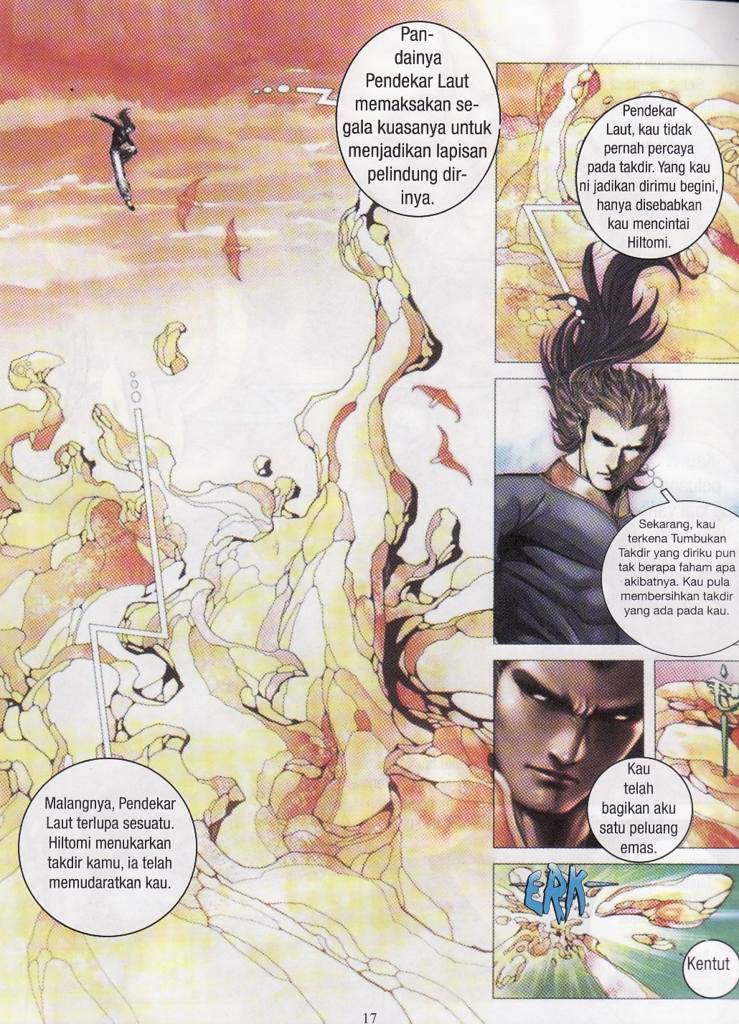 Pan-
dainya
Pendekar Laut
memaksakan se-
gala kuasanya untuk
menjadikan lapisan
pelindung dir-
inya.
Pendekar
Laut, kau tidak
pernah percaya
pada takdir. Yang kau
ni jadikan dirimu begini,
hanya disebabkan
kau mencintai
Hiltomi.
Sekarang, kau
terkena Tumbukan
Takdir yang diriku pun
tak berapa faham apa
akibatnya. Kau pula
membersihkan takdir
yang ada pada kau.
Malangnya, Pendekar
Laut terlupa sesuatu.
Hiltomi menukarkan
takdir kamu, ia telah
memudaratkan kau.
Kau
telah
bagikan aku
satu peluang
emas.
ERK
Kentut
17